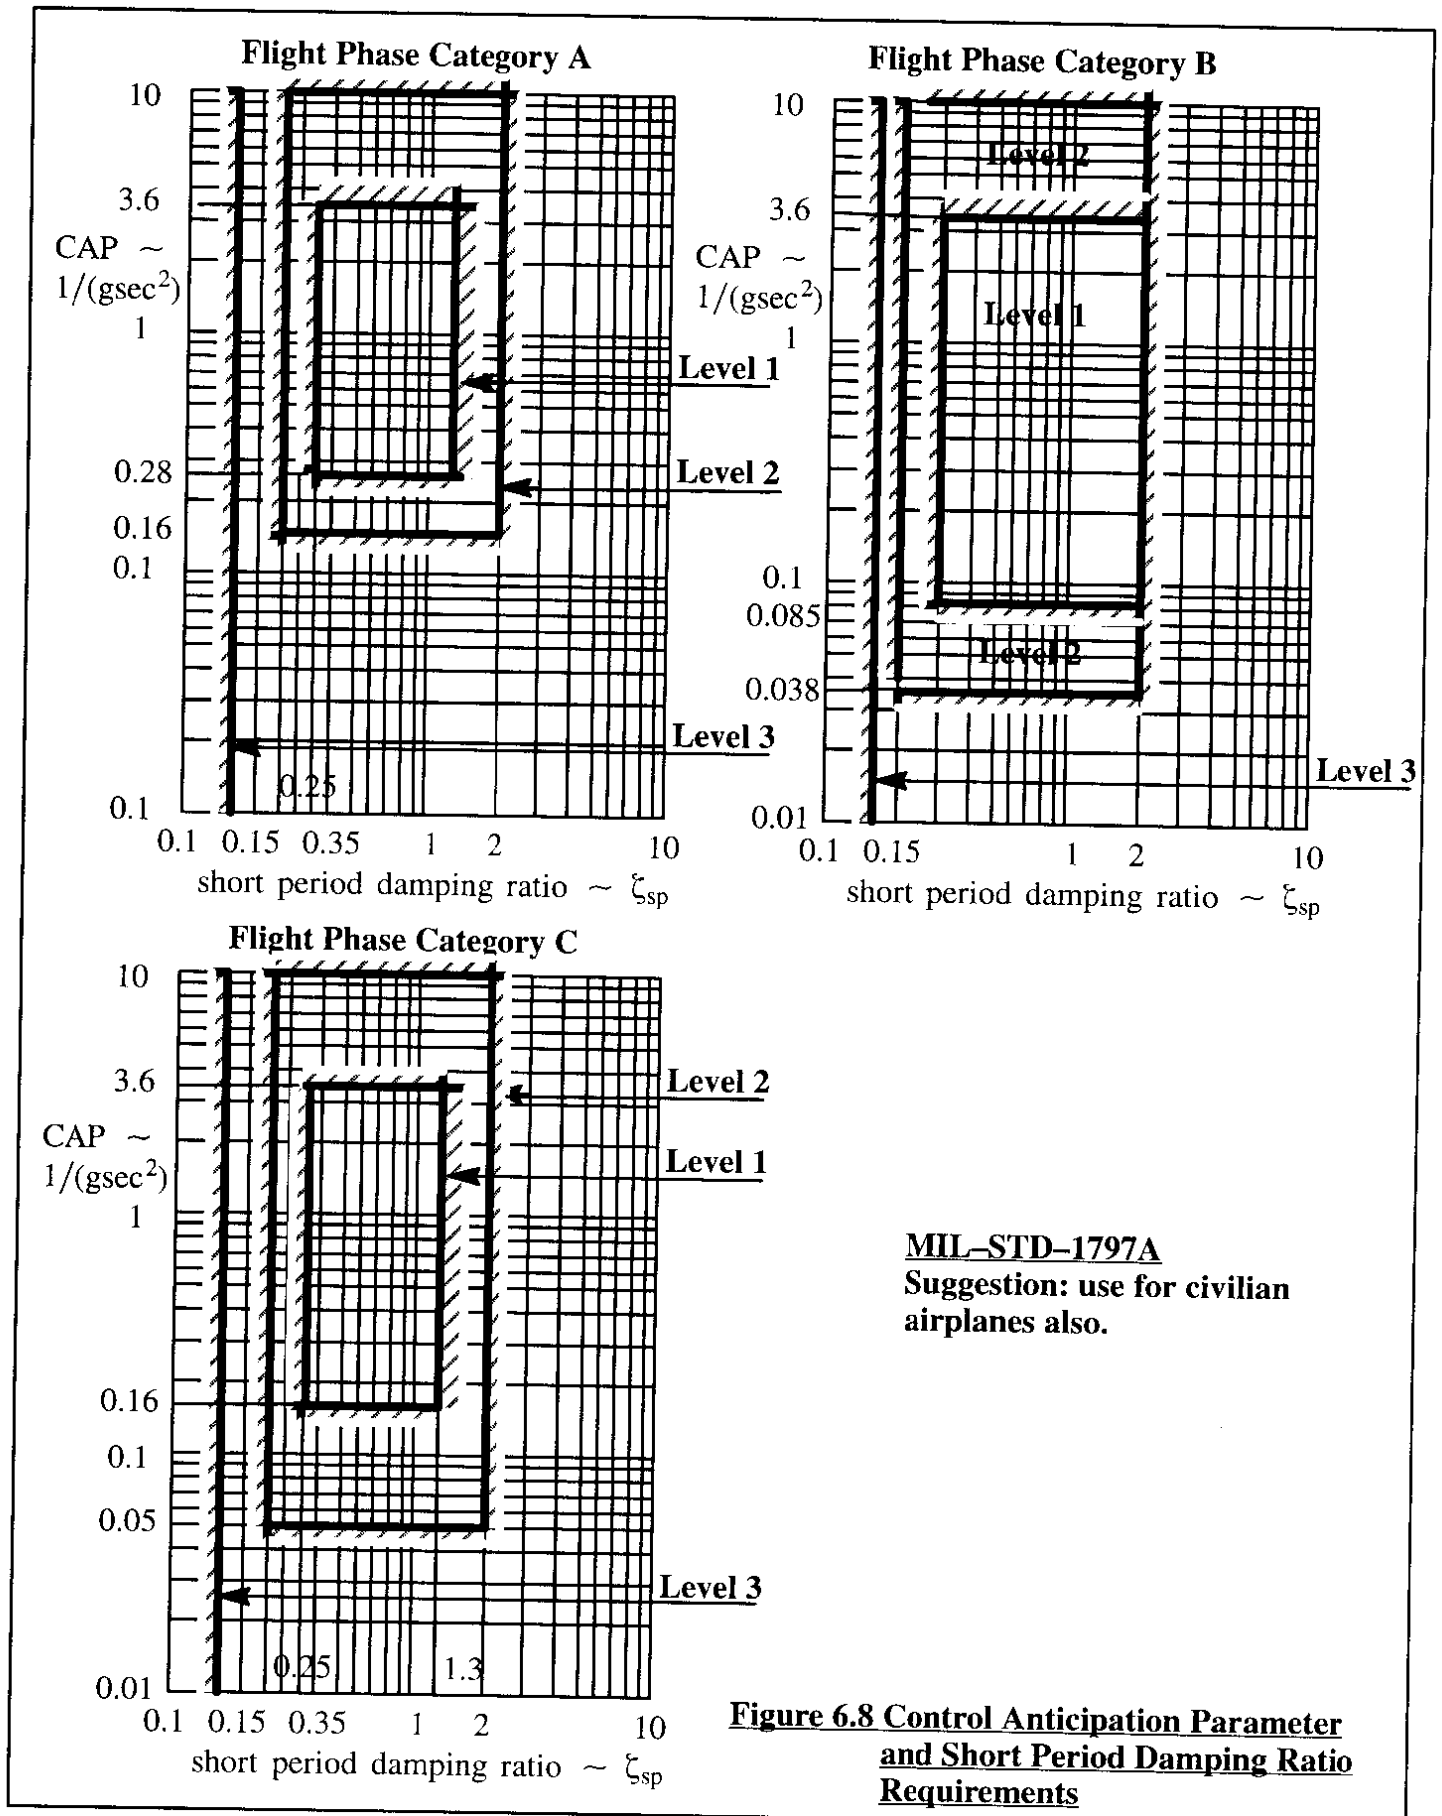 Flight Phase Category A
10
3.6
CAP ~
1/(gsec²)
1
0.28
0.16
0.1
0.1
Level 1
Level 2
Level 3
0.25
0.1 0.15 0.35 1 2 10
short period damping ratio ~ ζsp
Flight Phase Category B
10
3.6
CAP ~
1/(gsec²)
1
0.1
0.085
0.038
0.01
Level 2
Level 1
Level 2
Level 3
0.1 0.15 1 2 10
short period damping ratio ~ ζsp
Flight Phase Category C
10
3.6
CAP ~
1/(gsec²)
1
0.16
0.1
0.05
0.01
Level 2
Level 1
Level 3
0.25 1.3
0.1 0.15 0.35 1 2 10
short period damping ratio ~ ζsp
MIL–STD–1797A
Suggestion: use for civilian
airplanes also.
Figure 6.8 Control Anticipation Parameter
and Short Period Damping Ratio
Requirements